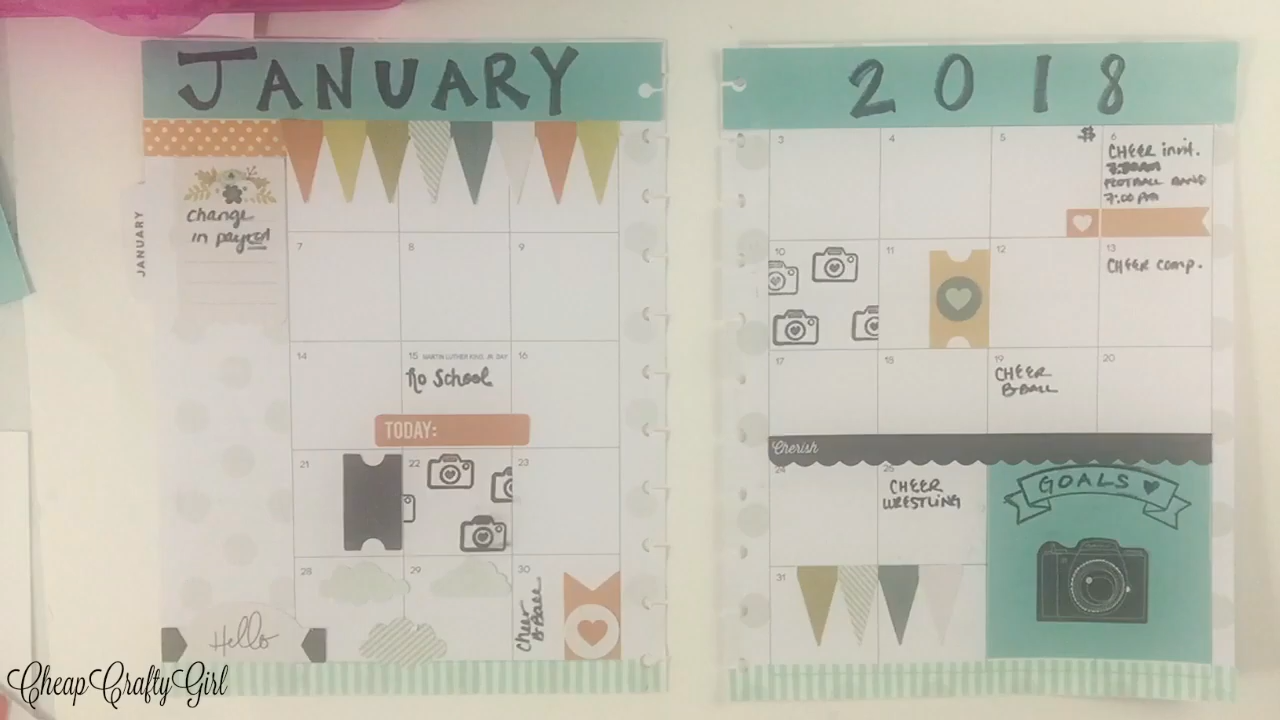 JANUARY
2018
JANUARY
change
in payroll
7
8
9
14
15 MARTIN LUTHER KING, JR. DAY
No School
16
TODAY:
21
22
23
28
29
30
Cheer
B-Ball
Hello
3
4
5
$
6
CHEER invit.
7:30AM
FOOTBALL BANQ
7:00 PM
10
11
12
13
CHEER comp.
17
18
19
CHEER
B-BALL
20
Cherish
24
25
CHEER
WRESTLING
GOALS
31
CheapCraftyGirl